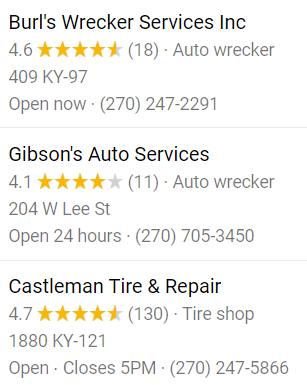 Burl's Wrecker Services Inc
4.6 ★★★★★ (18) · Auto wrecker
409 KY-97
Open now · (270) 247-2291
Gibson's Auto Services
4.1 ★★★★★ (11) · Auto wrecker
204 W Lee St
Open 24 hours · (270) 705-3450
Castleman Tire & Repair
4.7 ★★★★★ (130) · Tire shop
1880 KY-121
Open · Closes 5PM · (270) 247-5866